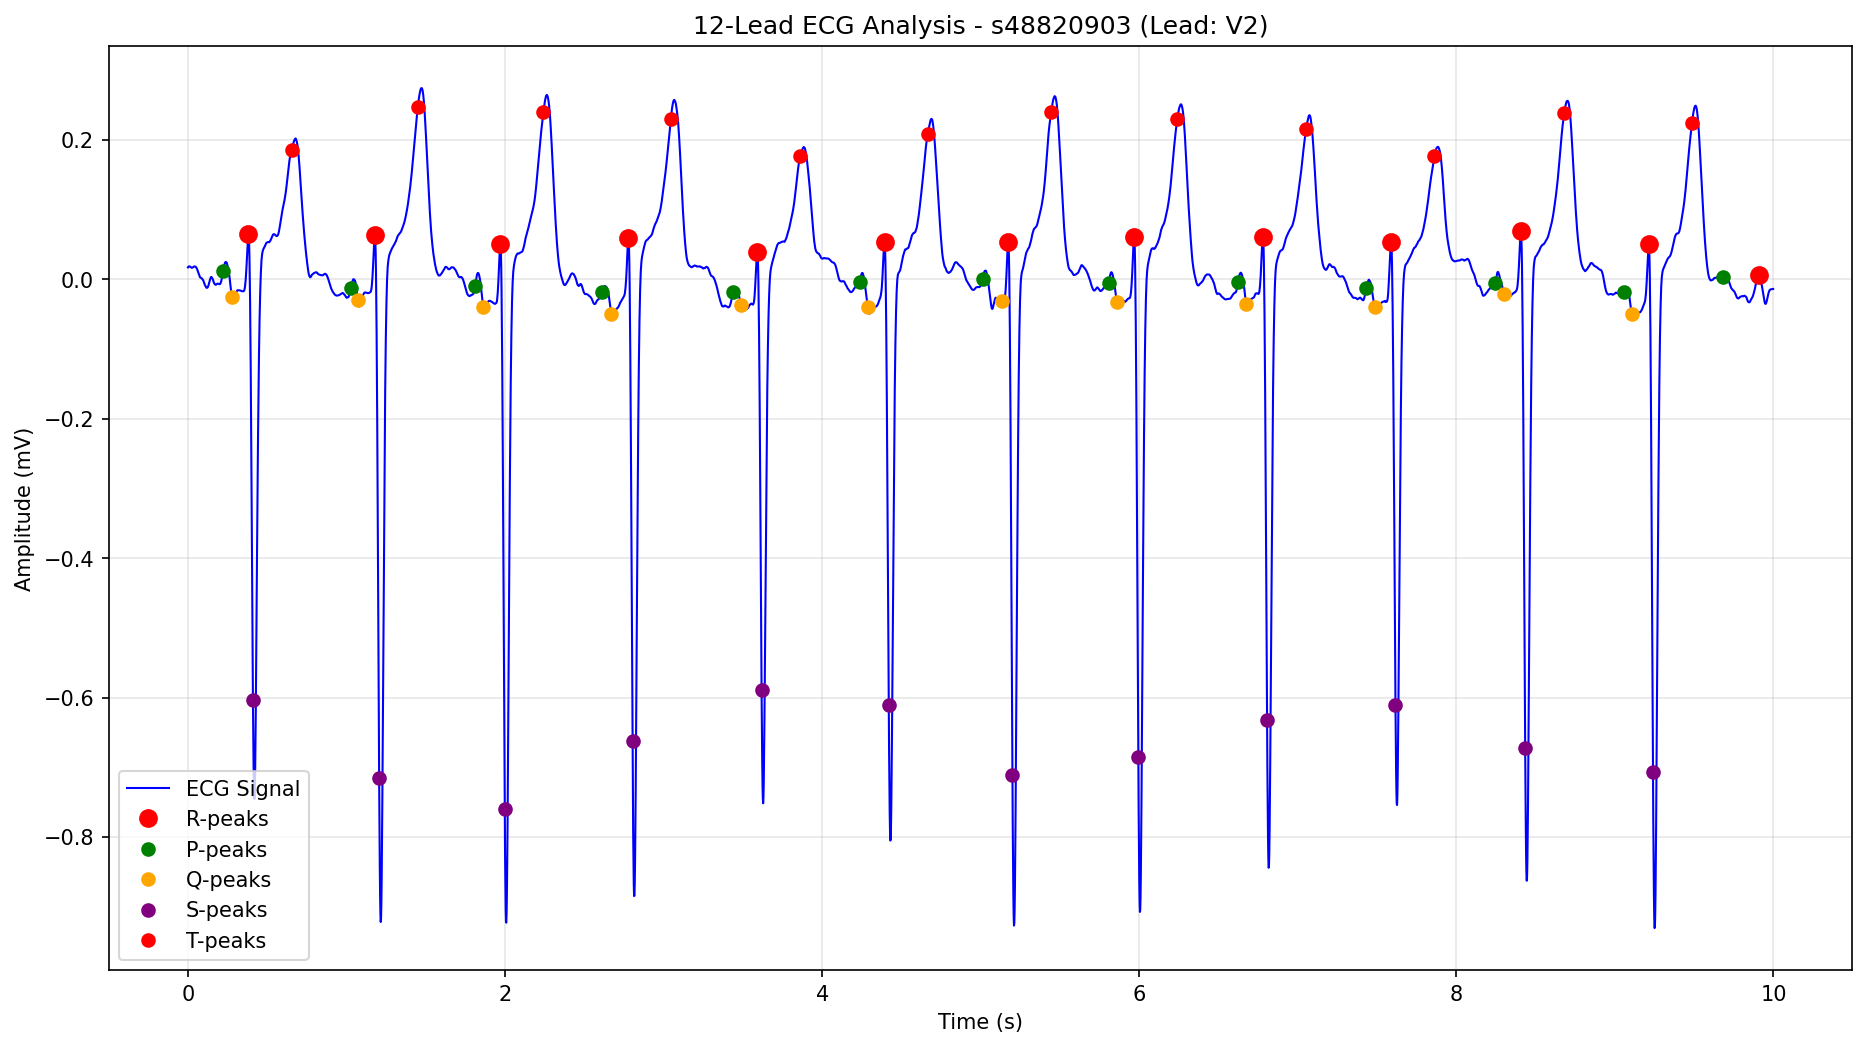 12-Lead ECG Analysis - s48820903 (Lead: V2)
Amplitude (mV)
0.2
0.0
−0.2
−0.4
−0.6
−0.8
ECG Signal
R-peaks
P-peaks
Q-peaks
S-peaks
T-peaks
0 2 4 6 8 10
Time (s)